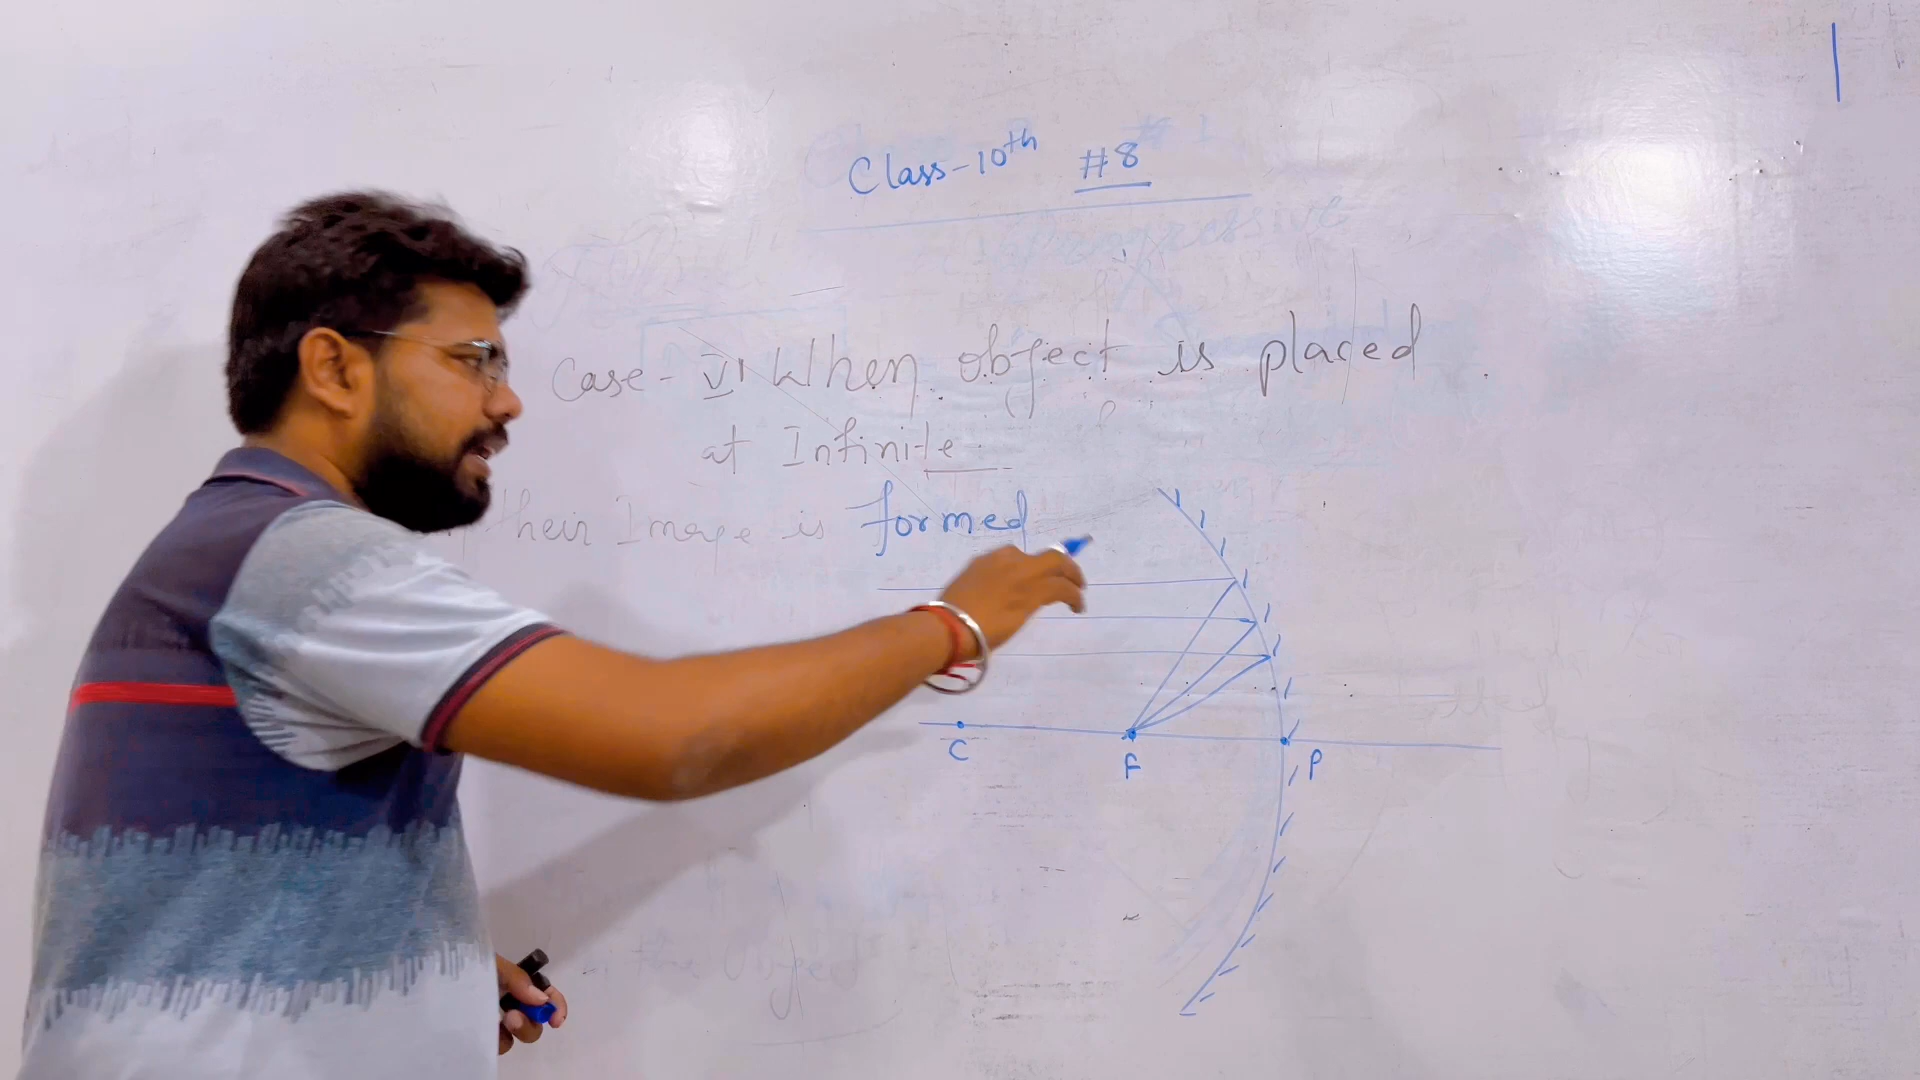 Class-10th #8
Case-VI When object is placed
at Infinite
their Image is formed
C F P